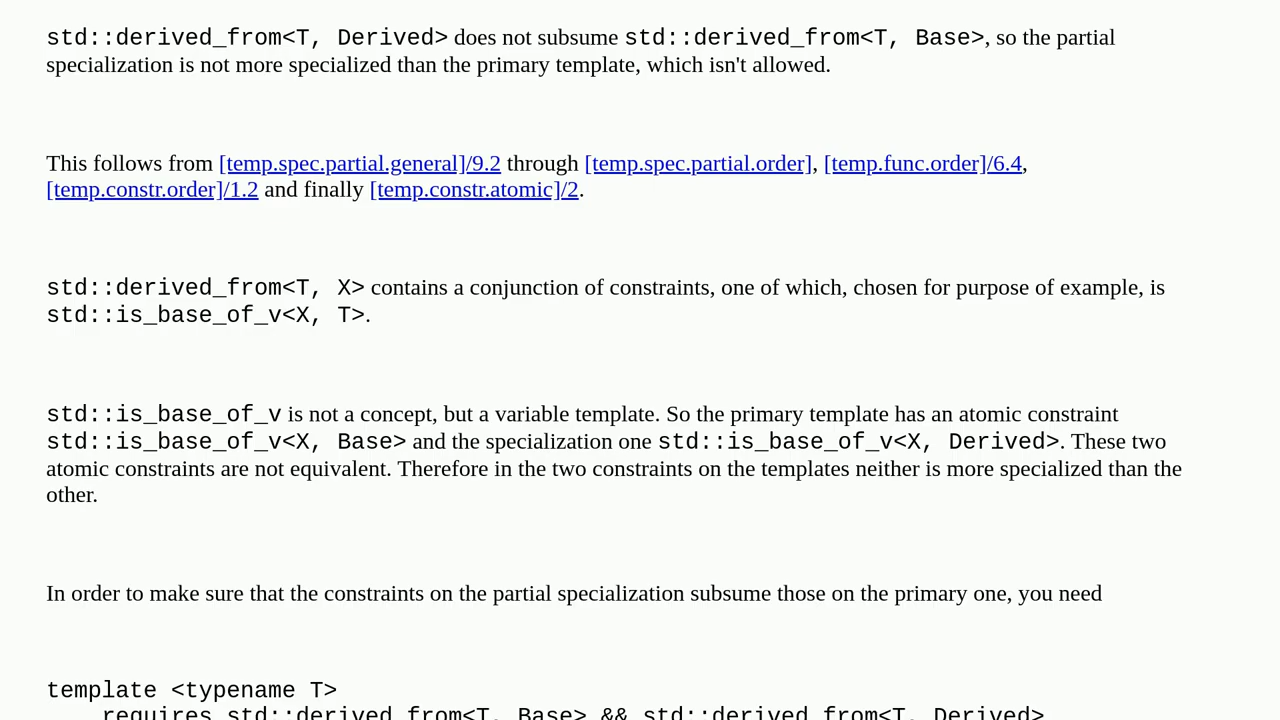 std::derived_from<T, Derived> does not subsume std::derived_from<T, Base>, so the partial
specialization is not more specialized than the primary template, which isn't allowed.
This follows from [temp.spec.partial.general]/9.2 through [temp.spec.partial.order], [temp.func.order]/6.4,
[temp.constr.order]/1.2 and finally [temp.constr.atomic]/2.
std::derived_from<T, X> contains a conjunction of constraints, one of which, chosen for purpose of example, is
std::is_base_of_v<X, T>.
std::is_base_of_v is not a concept, but a variable template. So the primary template has an atomic constraint
std::is_base_of_v<X, Base> and the specialization one std::is_base_of_v<X, Derived>. These two
atomic constraints are not equivalent. Therefore in the two constraints on the templates neither is more specialized than the
other.
In order to make sure that the constraints on the partial specialization subsume those on the primary one, you need
template <typename T>
    requires std::derived_from<T, Base> && std::derived_from<T, Derived>